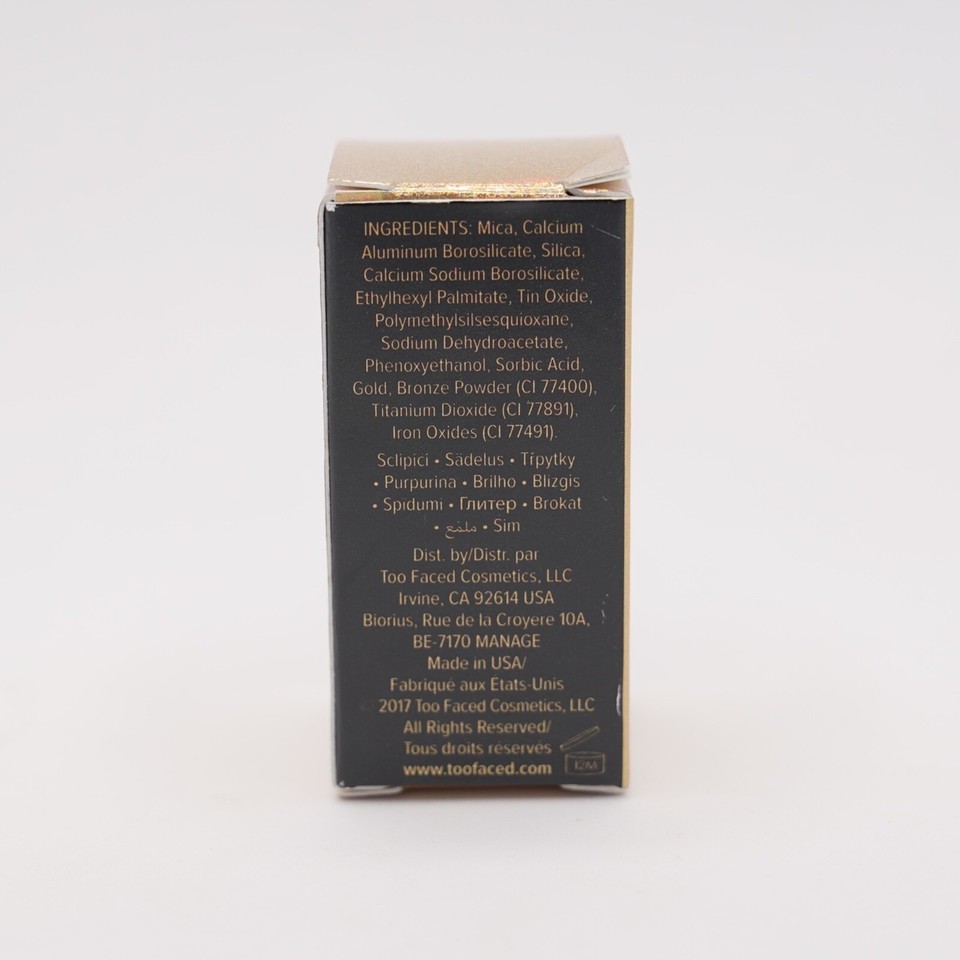 INGREDIENTS: Mica, Calcium
Aluminum Borosilicate, Silica,
Calcium Sodium Borosilicate,
Ethylhexyl Palmitate, Tin Oxide,
Polymethylsilsesquioxane,
Sodium Dehydroacetate,
Phenoxyethanol, Sorbic Acid,
Gold, Bronze Powder (CI 77400),
Titanium Dioxide (CI 77891),
Iron Oxides (CI 77491).
Sclipici • Sädelus • Třpytky
• Purpurina • Brilho • Blizgis
• Spīdumi • Глитер • Brokat
• • Sim
Dist. by/Distr. par
Too Faced Cosmetics, LLC
Irvine, CA 92614 USA
Biorius, Rue de la Croyere 10A,
BE-7170 MANAGE
Made in USA/
Fabriqué aux États-Unis
2017 Too Faced Cosmetics, LLC
All Rights Reserved/
Tous droits réservés
www.toofaced.com
12M